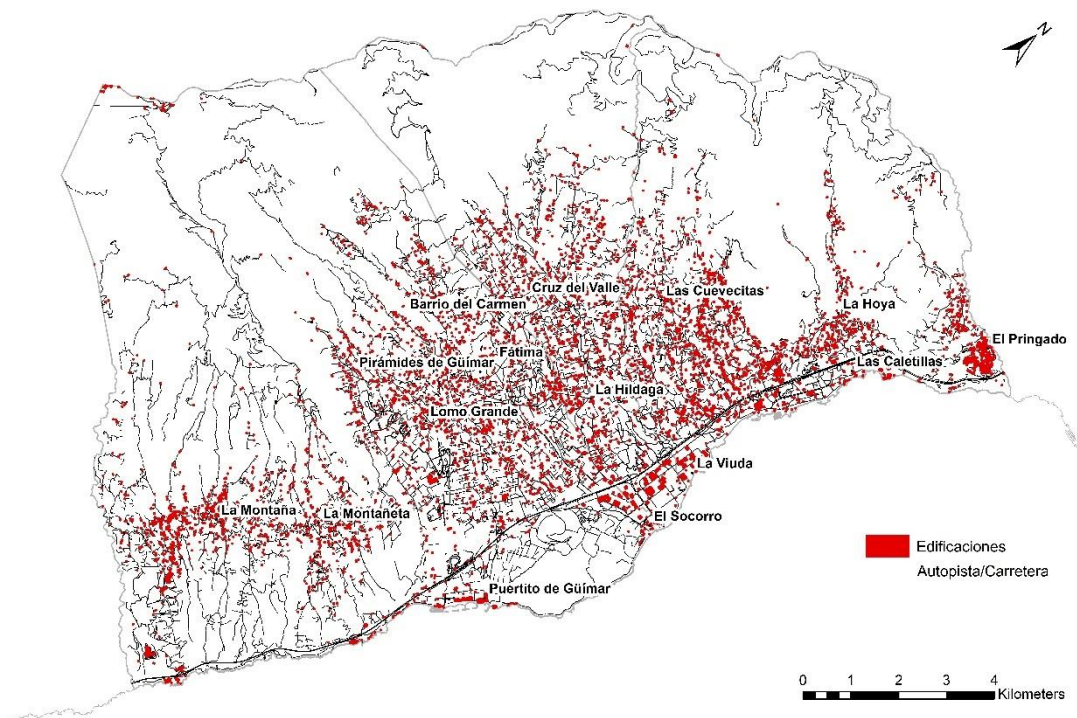 N
Cruz del Valle
Las Cuevecitas
Barrio del Carmen
La Hoya
El Pringado
Fátima
Pirámides de Güímar
Las Caletillas
La Hildaga
Lomo Grande
La Viuda
La Montaña
La Montañeta
El Socorro
Edificaciones
Autopista/Carretera
Puertito de Güímar
0 1 2 3 4
Kilometers